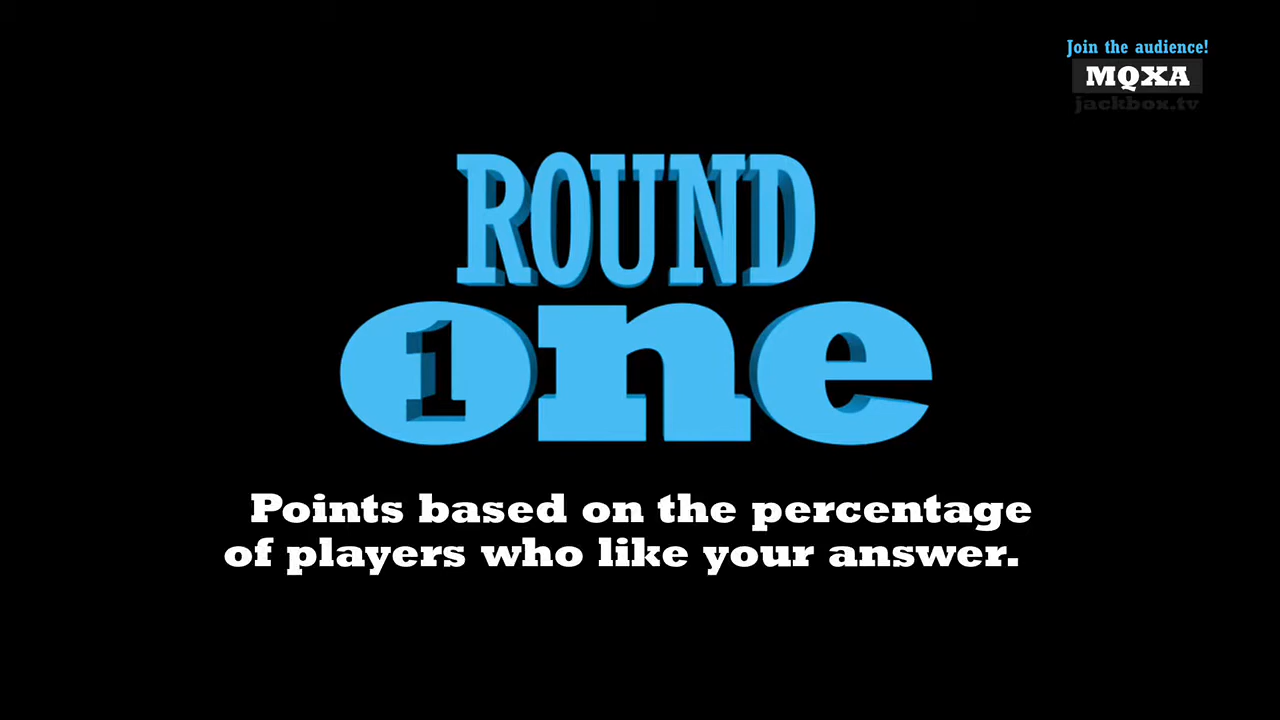 Join the audience!
MQXA
jackbox.tv
ROUND
One
1
Points based on the percentage
of players who like your answer.